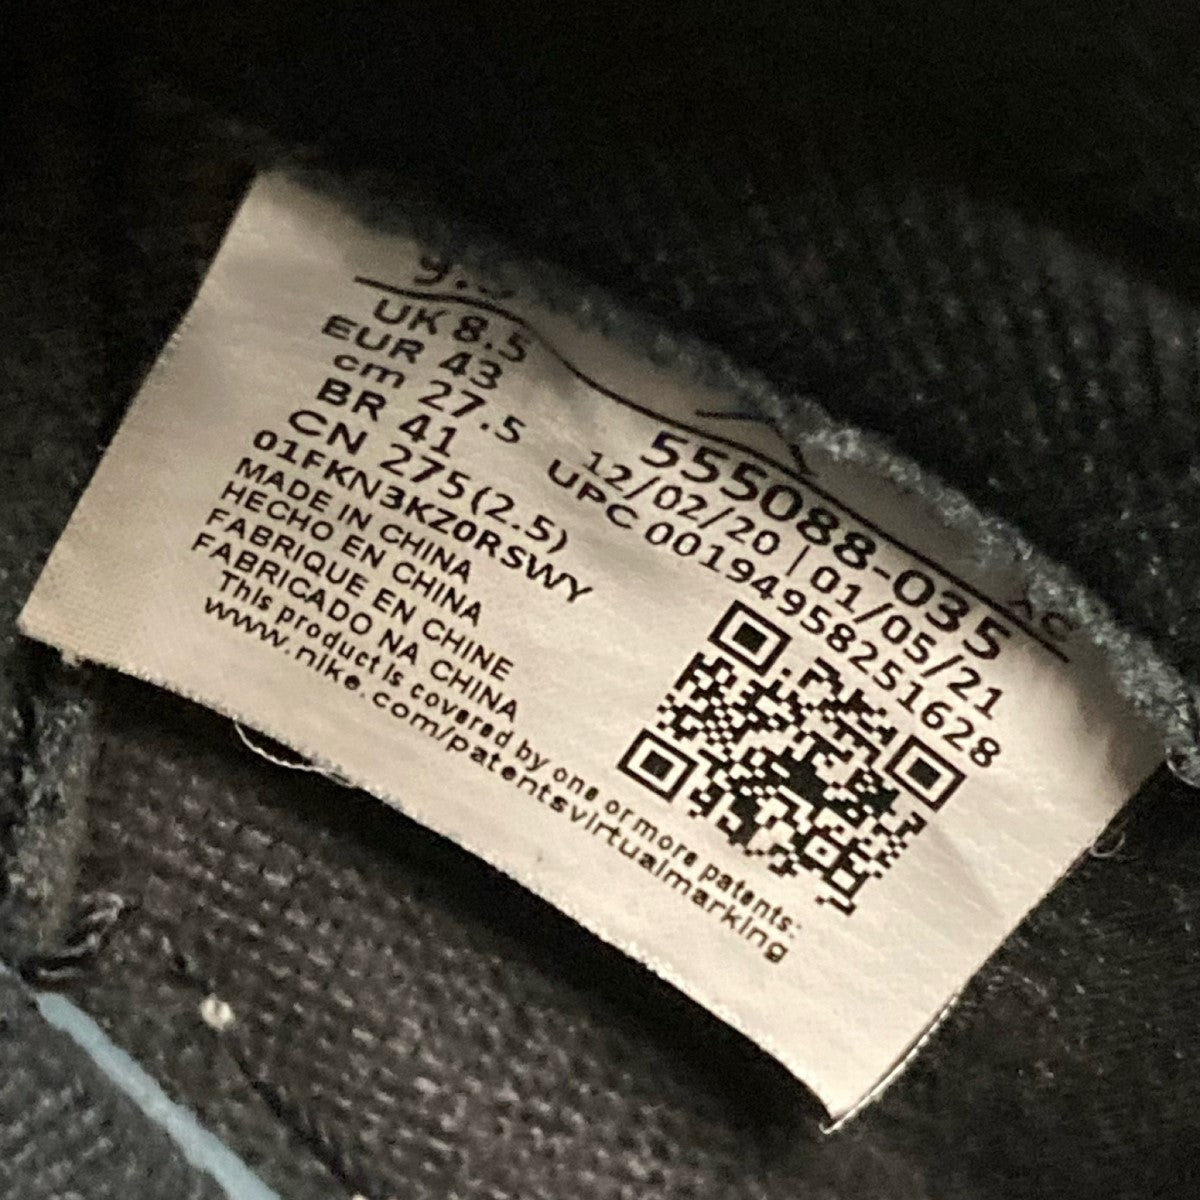 UK 8.5
EUR 43
cm 27.5
BR 41
CN 275(2.5)
01FKN3KZ0RSWY
MADE IN CHINA
HECHO EN CHINA
FABRIQUE EN CHINE
FABRICADO NA CHINA
This product is covered by one or more patents:
www.nike.com/patentsvirtualmarking
555088-035
12/02/20 | 01/05/21
UPC 00194958251628